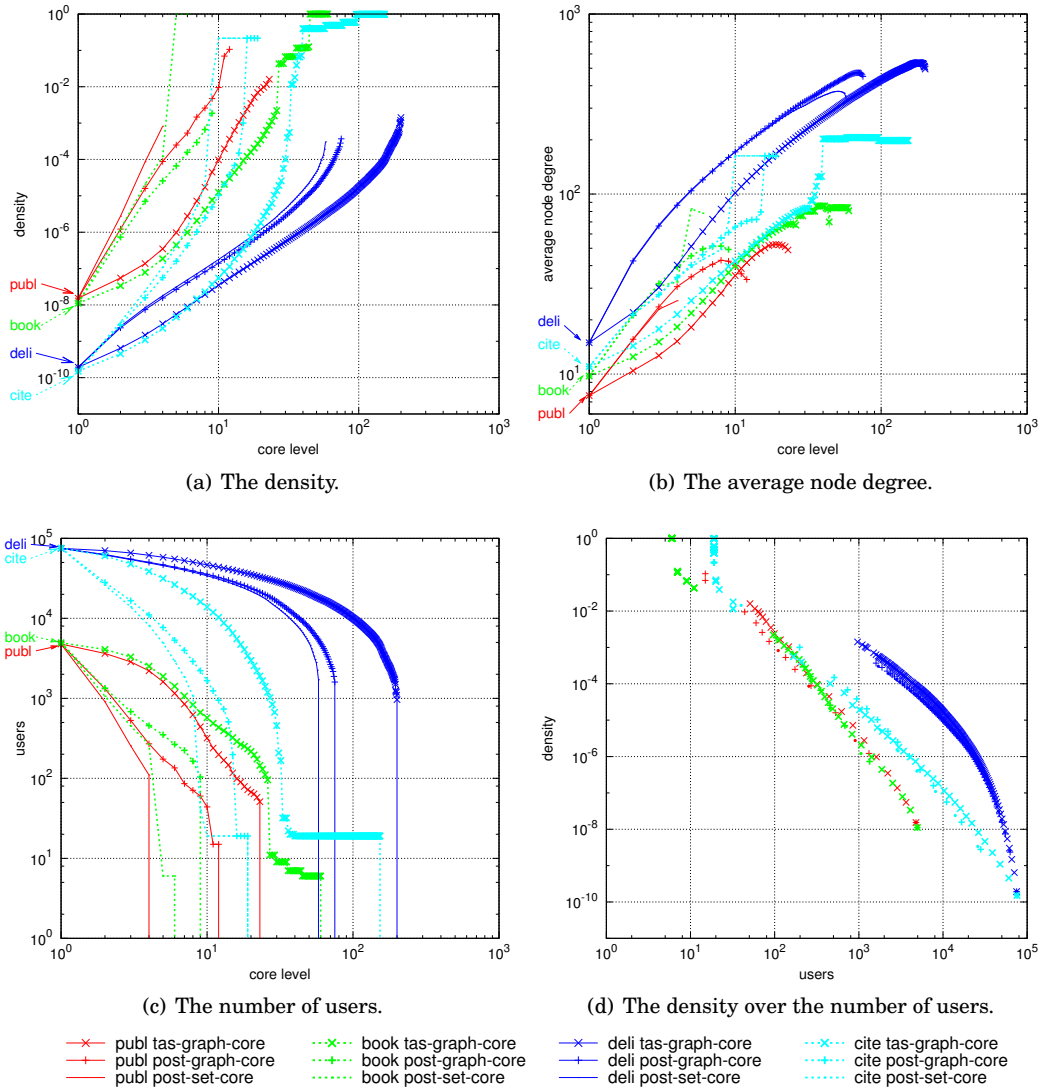 10^0
10^-2
10^-4
10^-6
10^-8
10^-10
density
publ
book
deli
cite
10^0 10^1 10^2 10^3
core level
(a) The density.
10^3
10^2
10^1
average node degree
deli
cite
book
publ
10^0 10^1 10^2 10^3
core level
(b) The average node degree.
10^5
10^4
10^3
10^2
10^1
10^0
users
deli
cite
book
publ
10^0 10^1 10^2 10^3
core level
(c) The number of users.
10^0
10^-2
10^-4
10^-6
10^-8
10^-10
density
10^0 10^1 10^2 10^3 10^4 10^5
users
(d) The density over the number of users.
publ tas-graph-core
publ post-graph-core
publ post-set-core
book tas-graph-core
book post-graph-core
book post-set-core
deli tas-graph-core
deli post-graph-core
deli post-set-core
cite tas-graph-core
cite post-graph-core
cite post-set-core